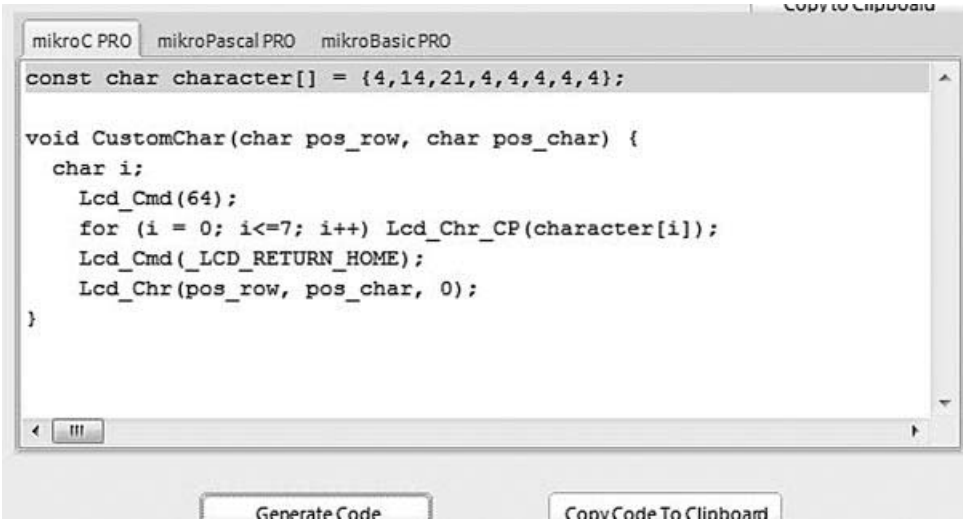 Copy to Clipboard
mikroC PRO mikroPascal PRO mikroBasic PRO
const char character[] = {4,14,21,4,4,4,4,4};
void CustomChar(char pos_row, char pos_char) {
char i;
Lcd_Cmd(64);
for (i = 0; i<=7; i++) Lcd_Chr_CP(character[i]);
Lcd_Cmd(_LCD_RETURN_HOME);
Lcd_Chr(pos_row, pos_char, 0);
}
Generate Code Copy Code To Clipboard